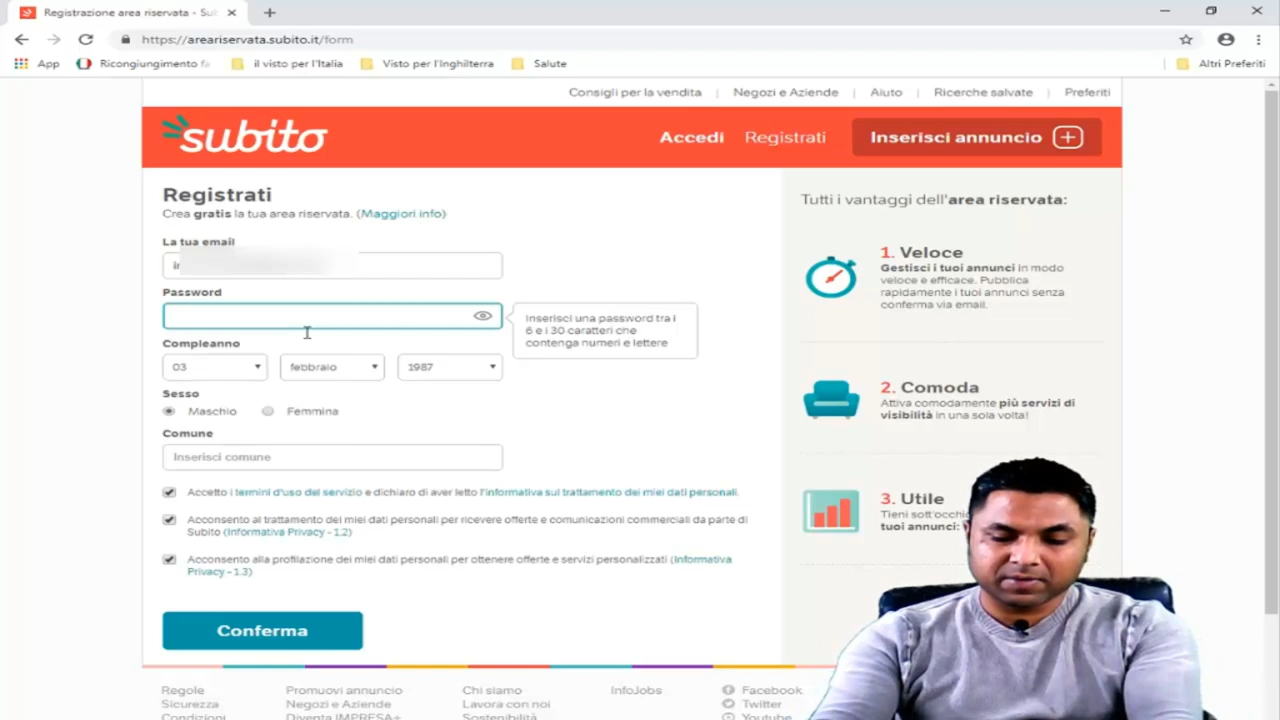 Registrazione area riservata - Sub
https://areariservata.subito.it/form
App
Ricongiungimento fa
il visto per l'Italia
Visto per l'Inghilterra
Salute
Altri Preferiti
Consigli per la vendita
Negozi e Aziende
Aiuto
Ricerche salvate
Preferiti
subito
Accedi
Registrati
Inserisci annuncio
Registrati
Crea gratis la tua area riservata. (Maggiori info)
La tua email
Password
Inserisci una password tra i
6 e i 30 caratteri che
contenga numeri e lettere
Compleanno
03
febbraio
1987
Sesso
Maschio
Femmina
Comune
Inserisci comune
Accetto i termini d'uso del servizio e dichiaro di aver letto l'informativa sul trattamento dei miei dati personali.
Acconsento al trattamento dei miei dati personali per ricevere offerte e comunicazioni commerciali da parte di
Subito (Informativa Privacy - 1.2)
Acconsento alla profilazione dei miei dati personali per ottenere offerte e servizi personalizzati (Informativa
Privacy - 1.3)
Conferma
Tutti i vantaggi dell'area riservata:
1. Veloce
Gestisci i tuoi annunci in modo
veloce e efficace. Pubblica
rapidamente i tuoi annunci senza
conferma via email.
2. Comoda
Attiva comodamente più servizi di
visibilità in una sola volta!
3. Utile
Tieni sott'occhio
tuoi annunci:
Regole
Sicurezza
Condizioni
Promuovi annuncio
Negozi e Aziende
Diventa IMPRESA+
Chi siamo
Lavora con noi
Sostenibilità
InfoJobs
Facebook
Twitter
Youtube